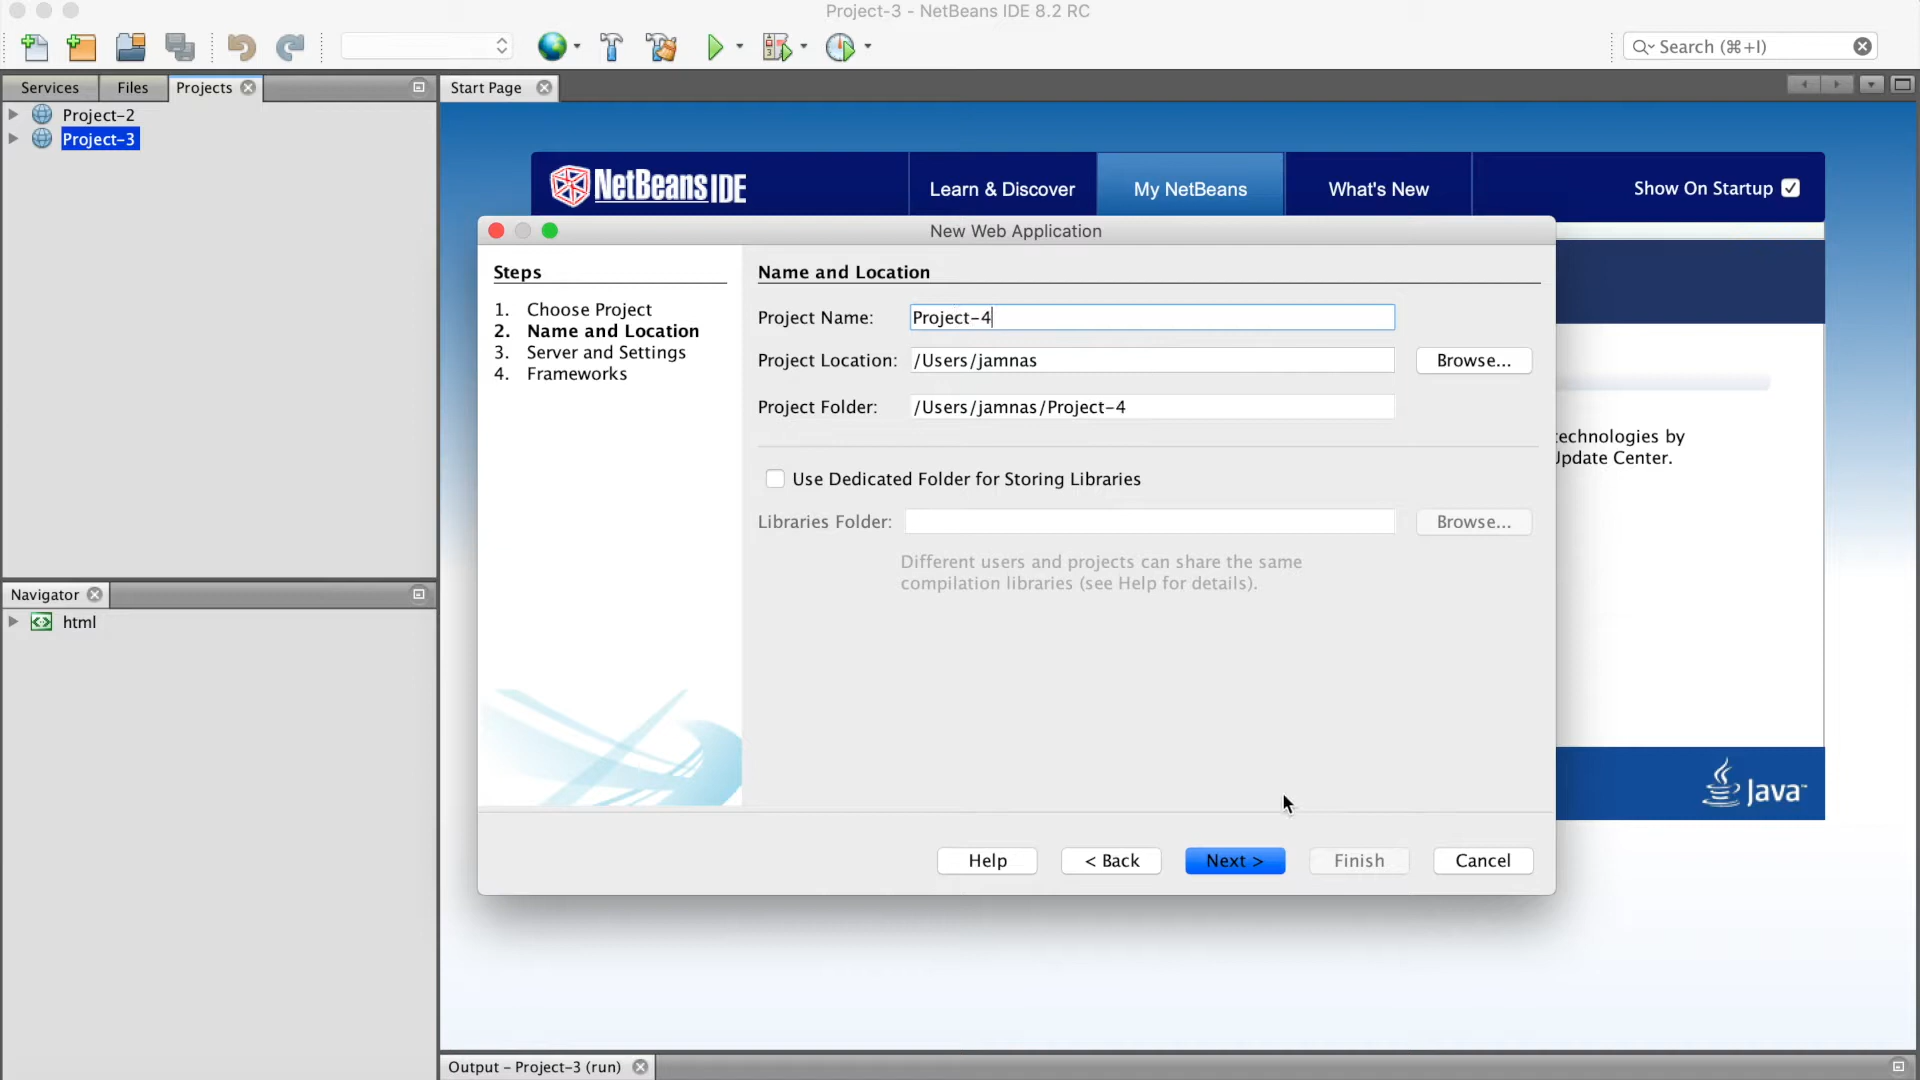 Project-3 - NetBeans IDE 8.2 RC
Search (⌘+I)
Services
Files
Projects
Start Page
Project-2
Project-3
NetBeans IDE
Learn & Discover
My NetBeans
What's New
Show On Startup
New Web Application
Steps
1. Choose Project
2. Name and Location
3. Server and Settings
4. Frameworks
Name and Location
Project Name: Project-4
Project Location: /Users/jamnas
Browse...
Project Folder: /Users/jamnas/Project-4
Use Dedicated Folder for Storing Libraries
Libraries Folder:
Browse...
Different users and projects can share the same
compilation libraries (see Help for details).
echnologies by
Update Center.
Java
Help
< Back
Next >
Finish
Cancel
Navigator
html
Output - Project-3 (run)